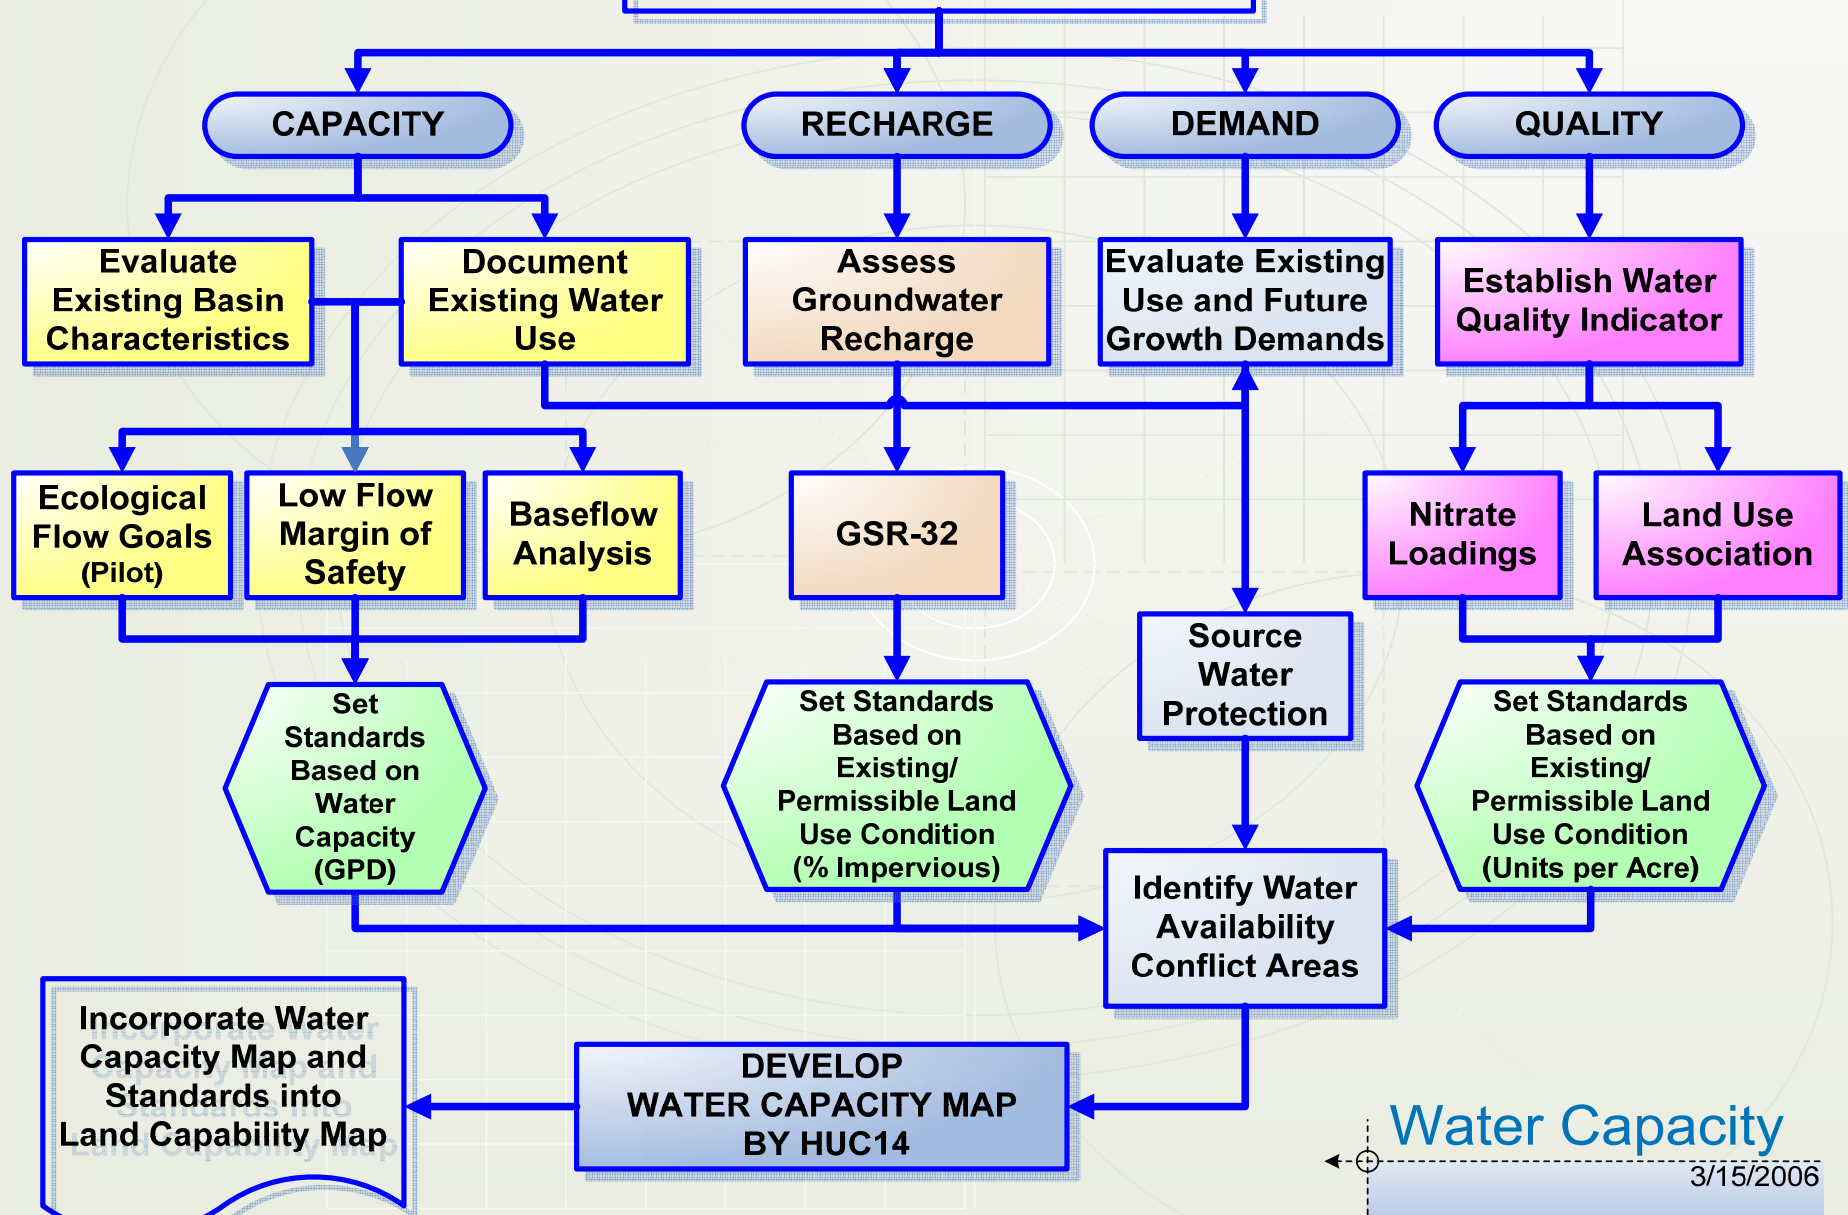 CAPACITY
RECHARGE
DEMAND
QUALITY
Evaluate
Existing Basin
Characteristics
Document
Existing Water
Use
Assess
Groundwater
Recharge
Evaluate Existing
Use and Future
Growth Demands
Establish Water
Quality Indicator
Ecological
Flow Goals
(Pilot)
Low Flow
Margin of
Safety
Baseflow
Analysis
GSR-32
Nitrate
Loadings
Land Use
Association
Source
Water
Protection
Set
Standards
Based on
Water
Capacity
(GPD)
Set Standards
Based on
Existing/
Permissible Land
Use Condition
(% Impervious)
Set Standards
Based on
Existing/
Permissible Land
Use Condition
(Units per Acre)
Identify Water
Availability
Conflict Areas
Incorporate Water
Capacity Map and
Standards into
Land Capability Map
DEVELOP
WATER CAPACITY MAP
BY HUC14
Water Capacity
3/15/2006